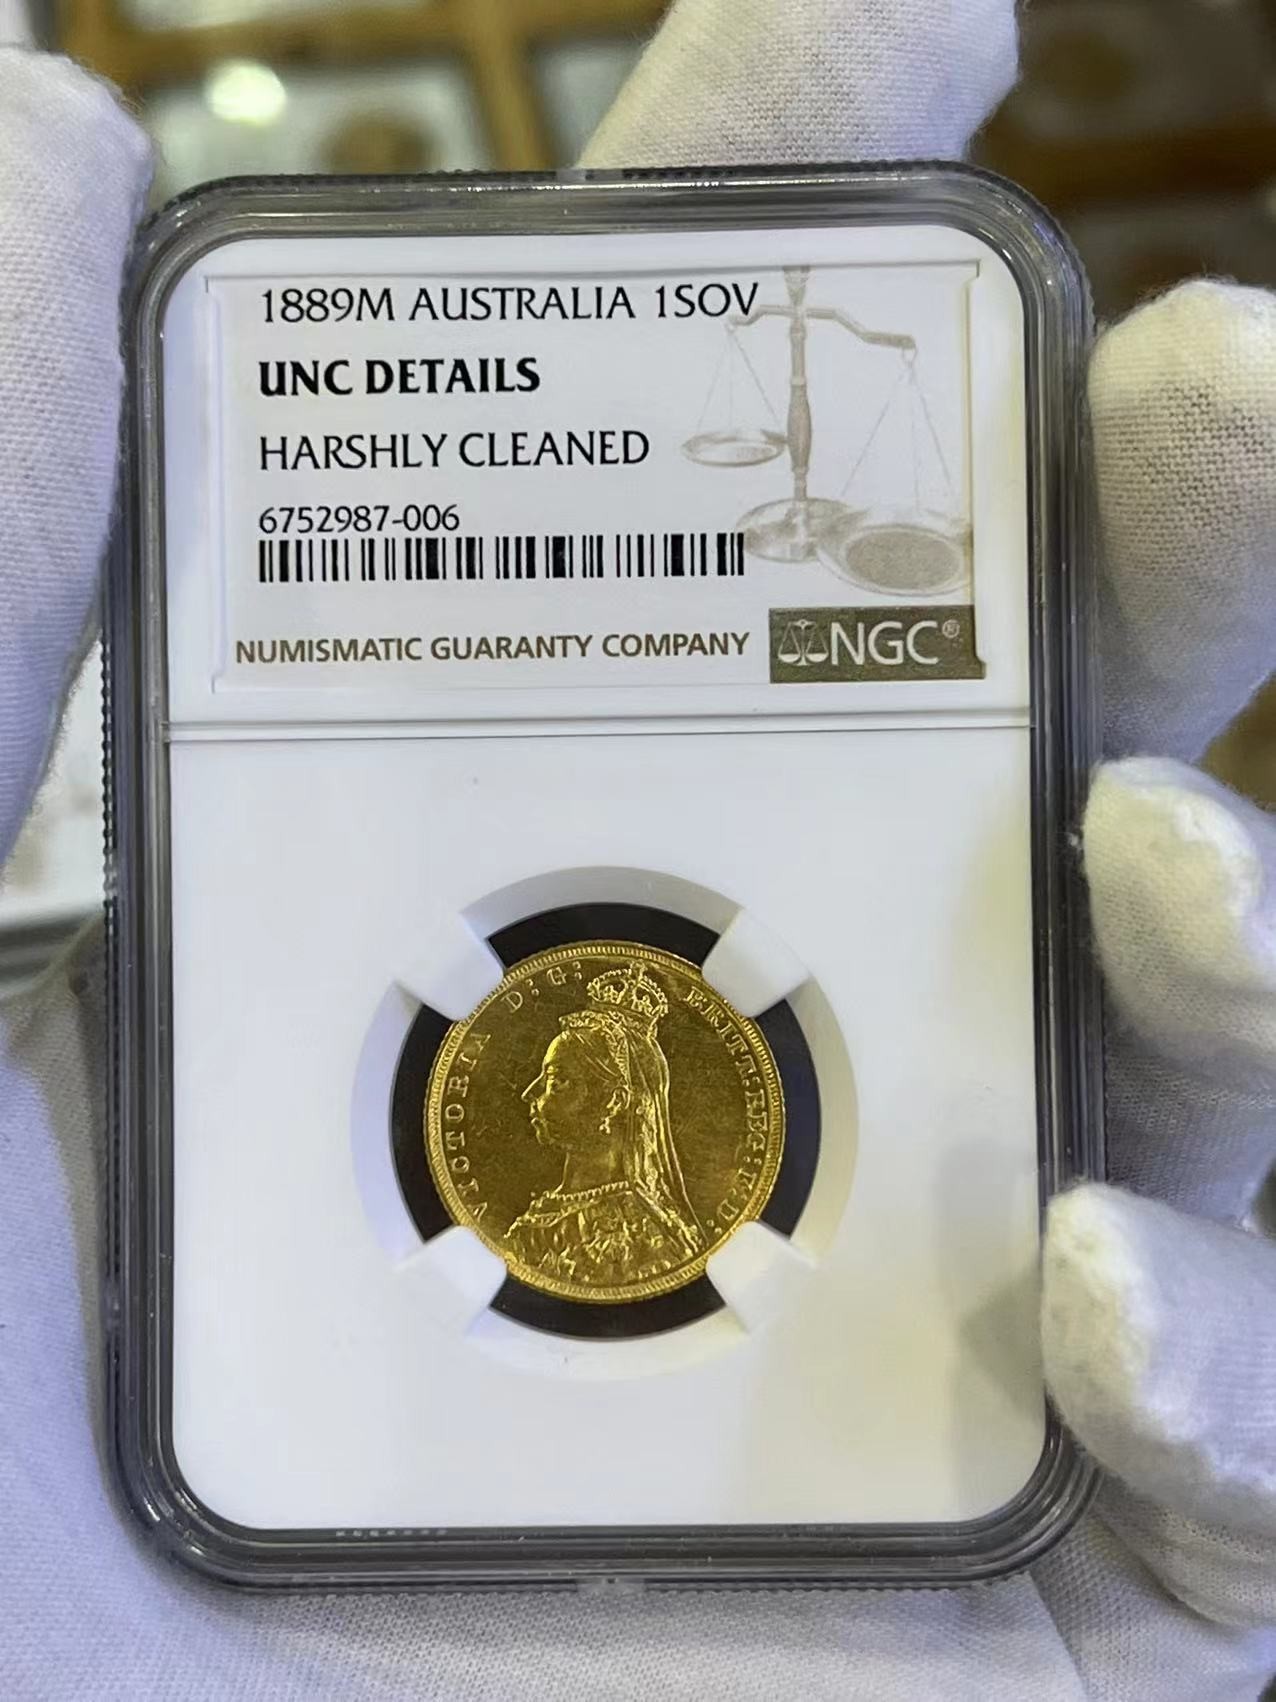 1889M AUSTRALIA 1SOV
UNC DETAILS
HARSHLY CLEANED
6752987-006
NUMISMATIC GUARANTY COMPANY
NGC®
VICTORIA D:G: BRITT:REG:F:D: